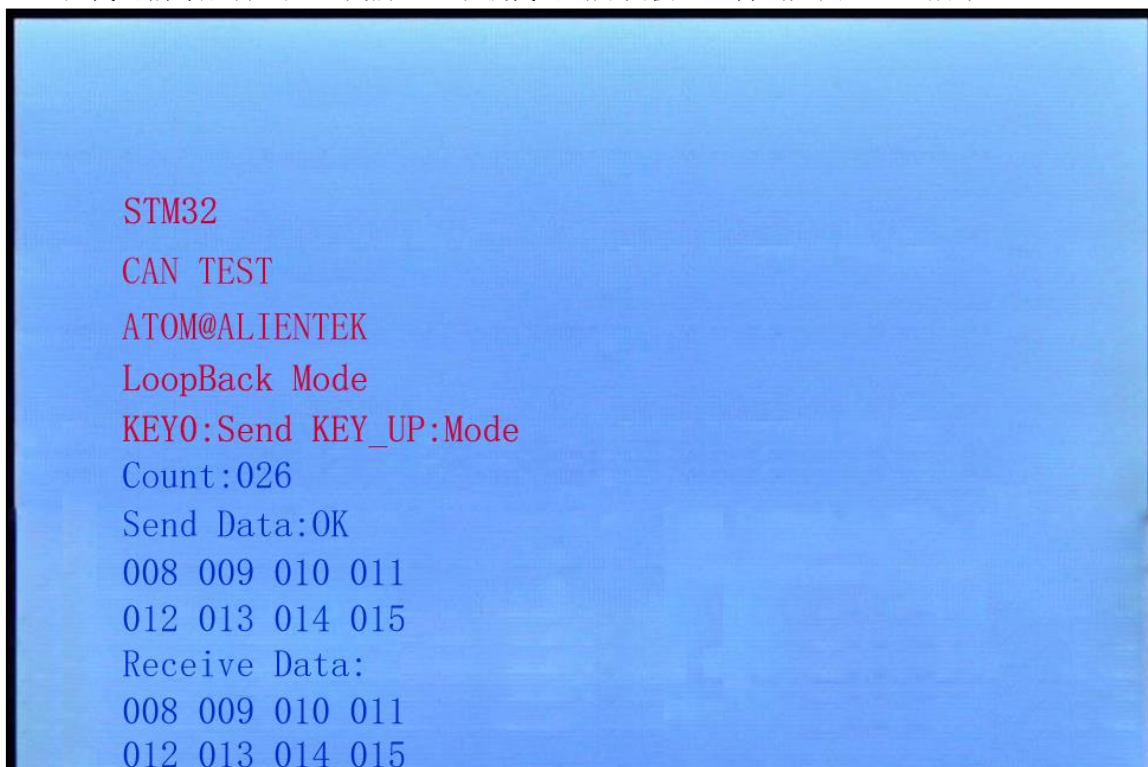 STM32
CAN TEST
ATOM@ALIENTEK
LoopBack Mode
KEY0:Send KEY_UP:Mode
Count:026
Send Data:OK
008 009 010 011
012 013 014 015
Receive Data:
008 009 010 011
012 013 014 015